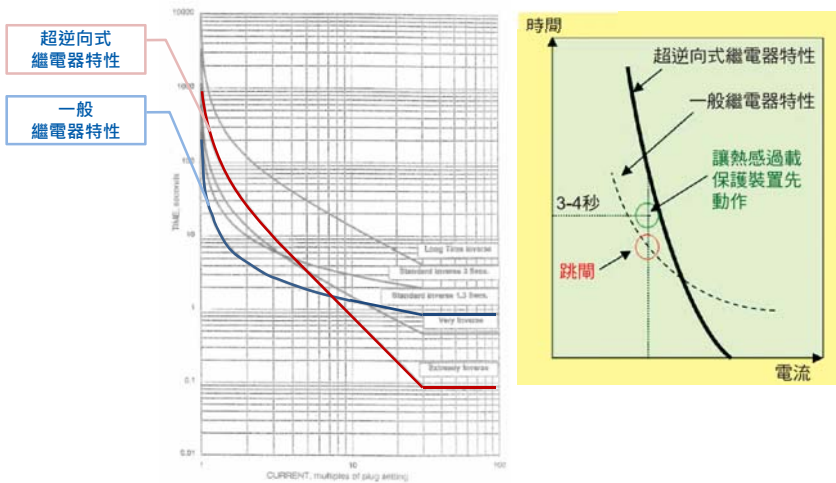 超逆向式
繼電器特性
一般
繼電器特性
10000
1000
100
10
1
0.1
0.01
TIME, seconds
Long Time Inverse
Standard Inverse 3 Secs.
Standard Inverse 1.3 Secs.
Very Inverse
Extremely Inverse
1
10
100
CURRENT, multiples of plug setting
時間
超逆向式繼電器特性
一般繼電器特性
讓熱感過載
保護裝置先
動作
3-4秒
跳閘
電流